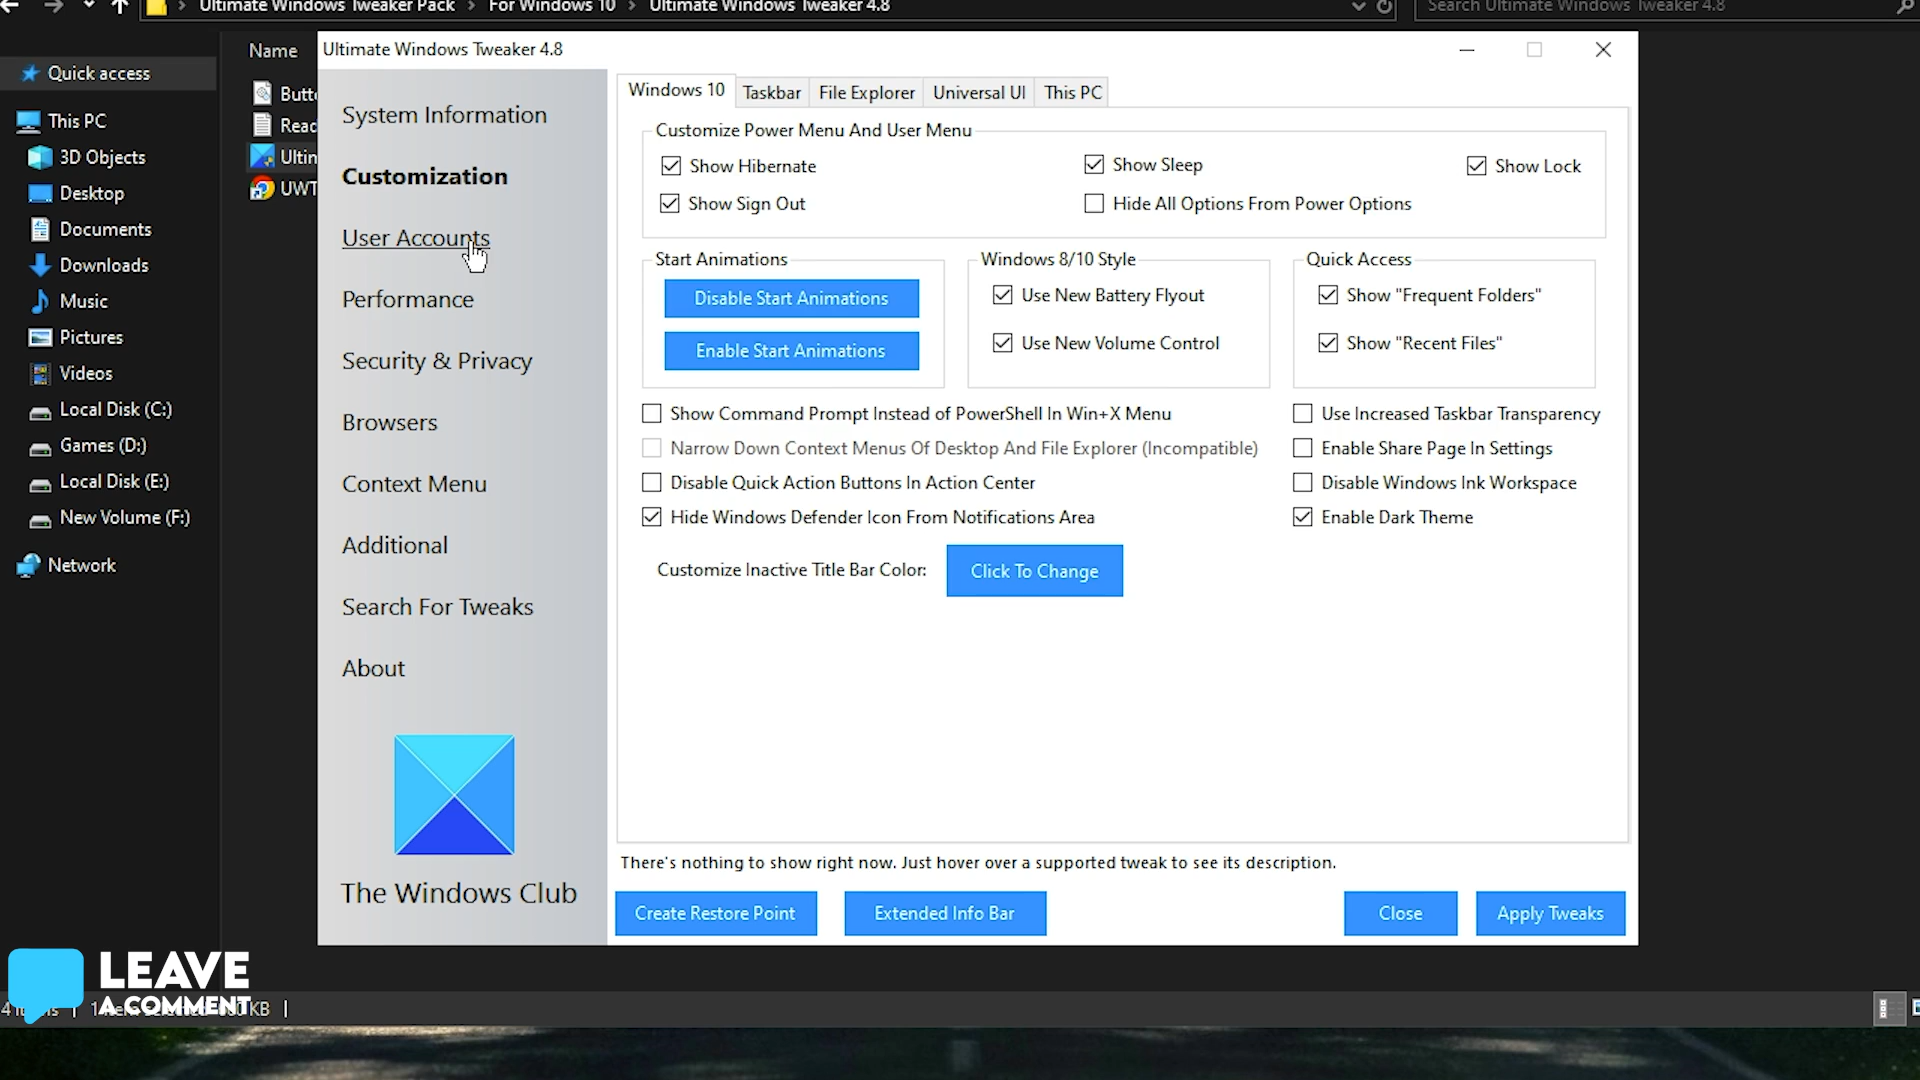 Ultimate Windows Tweaker Pack > For Windows 10 > Ultimate Windows Tweaker 4.8
Search Ultimate Windows Tweaker 4.8
Quick access
This PC
3D Objects
Desktop
Documents
Downloads
Music
Pictures
Videos
Local Disk (C:)
Games (D:)
Local Disk (E:)
New Volume (F:)
Network
Name
Butt
Read
Ultim
UWT
Ultimate Windows Tweaker 4.8
System Information
Customization
User Accounts
Performance
Security & Privacy
Browsers
Context Menu
Additional
Search For Tweaks
About
The Windows Club
Windows 10 Taskbar File Explorer Universal UI This PC
Customize Power Menu And User Menu
Show Hibernate Show Sleep Show Lock
Show Sign Out Hide All Options From Power Options
Start Animations
Disable Start Animations
Enable Start Animations
Windows 8/10 Style
Use New Battery Flyout
Use New Volume Control
Quick Access
Show "Frequent Folders"
Show "Recent Files"
Show Command Prompt Instead of PowerShell In Win+X Menu
Narrow Down Context Menus Of Desktop And File Explorer (Incompatible)
Disable Quick Action Buttons In Action Center
Hide Windows Defender Icon From Notifications Area
Use Increased Taskbar Transparency
Enable Share Page In Settings
Disable Windows Ink Workspace
Enable Dark Theme
Customize Inactive Title Bar Color: Click To Change
There's nothing to show right now. Just hover over a supported tweak to see its description.
Create Restore Point Extended Info Bar Close Apply Tweaks
LEAVE
A COMMENT
KB